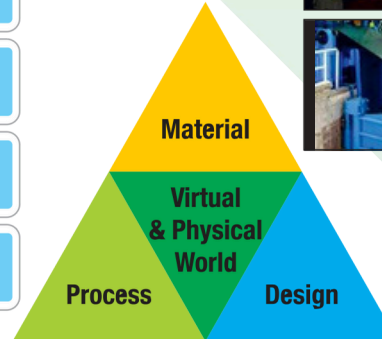 Material
Virtual
& Physical
World
Process
Design